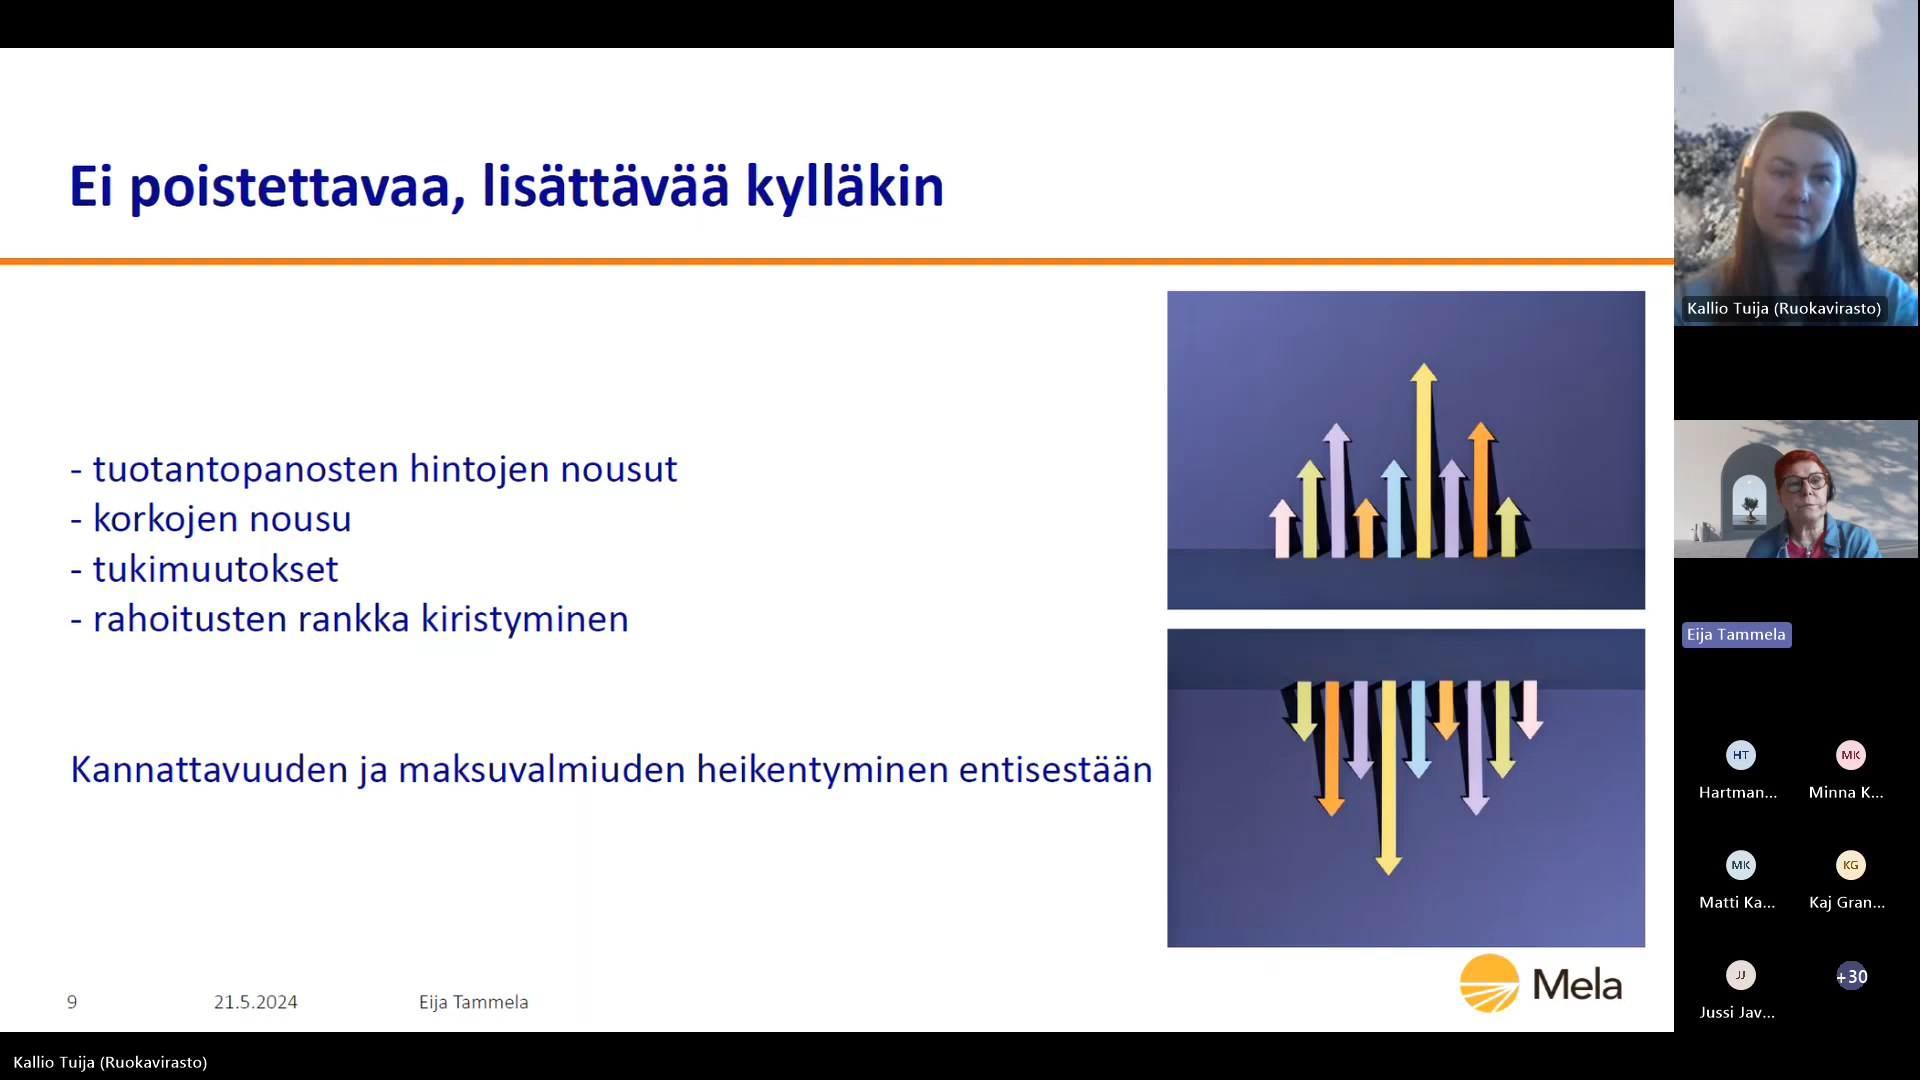 Ei poistettavaa, lisättävää kylläkin
- tuotantopanosten hintojen nousut
- korkojen nousu
- tukimuutokset
- rahoitusten rankka kiristyminen
Kannattavuuden ja maksuvalmiuden heikentyminen entisestään
9 21.5.2024 Eija Tammela
Mela
Kallio Tuija (Ruokavirasto)
Eija Tammela
HT MK
Hartman... Minna K...
MK KG
Matti Ka... Kaj Gran...
JJ +30
Jussi Jav...
Kallio Tuija (Ruokavirasto)